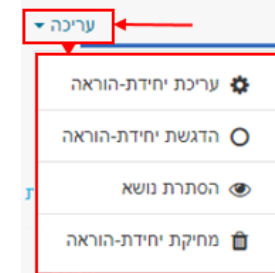 עריכה
עריכת יחידת-הוראה
הדגשת יחידת-הוראה
הסתרת נושא
מחיקת יחידת-הוראה
ת